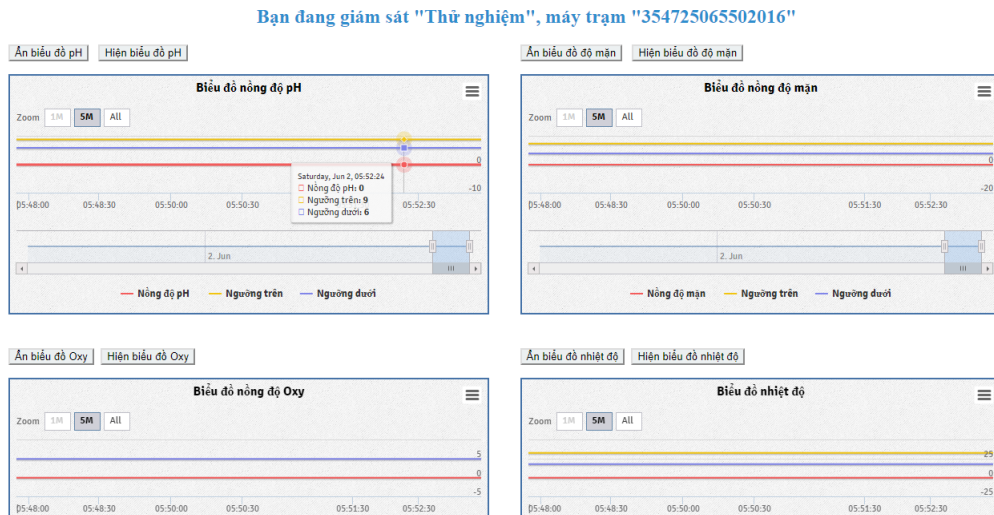 Bạn đang giám sát "Thử nghiệm", máy trạm "354725065502016"
Ẩn biểu đồ pH Hiện biểu đồ pH
Biểu đồ nồng độ pH
Zoom 1M 5M All
0
-10
Saturday, Jun 2, 05:52:24
Nồng độ pH: 0
Ngưỡng trên: 9
Ngưỡng dưới: 6
05:48:00 05:48:30 05:50:00 05:50:30 05:52:30
2. Jun
Nồng độ pH Ngưỡng trên Ngưỡng dưới
Ẩn biểu đồ độ mặn Hiện biểu đồ độ mặn
Biểu đồ nồng độ mặn
Zoom 1M 5M All
0
-20
05:48:00 05:48:30 05:50:00 05:50:30 05:51:30 05:52:30
2. Jun
Nồng độ mặn Ngưỡng trên Ngưỡng dưới
Ẩn biểu đồ Oxy Hiện biểu đồ Oxy
Biểu đồ nồng độ Oxy
Zoom 1M 5M All
5
0
-5
05:48:00 05:48:30 05:50:00 05:50:30 05:51:30 05:52:30
Ẩn biểu đồ nhiệt độ Hiện biểu đồ nhiệt độ
Biểu đồ nhiệt độ
Zoom 1M 5M All
25
0
-25
05:48:00 05:48:30 05:50:00 05:50:30 05:51:30 05:52:30